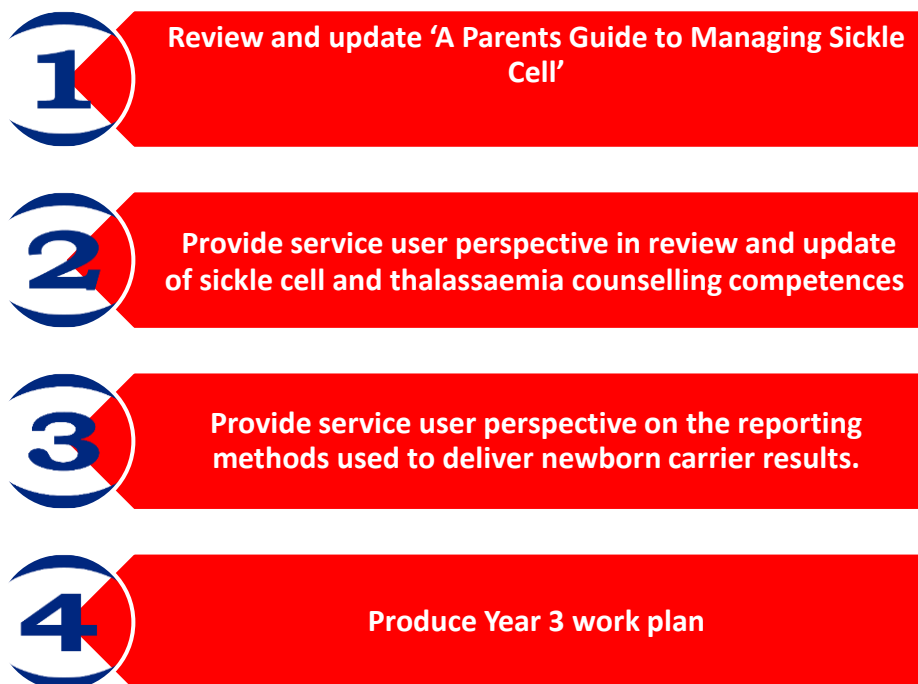 1
Review and update ‘A Parents Guide to Managing Sickle
Cell’
2
Provide service user perspective in review and update
of sickle cell and thalassaemia counselling competences
3
Provide service user perspective on the reporting
methods used to deliver newborn carrier results.
4
Produce Year 3 work plan